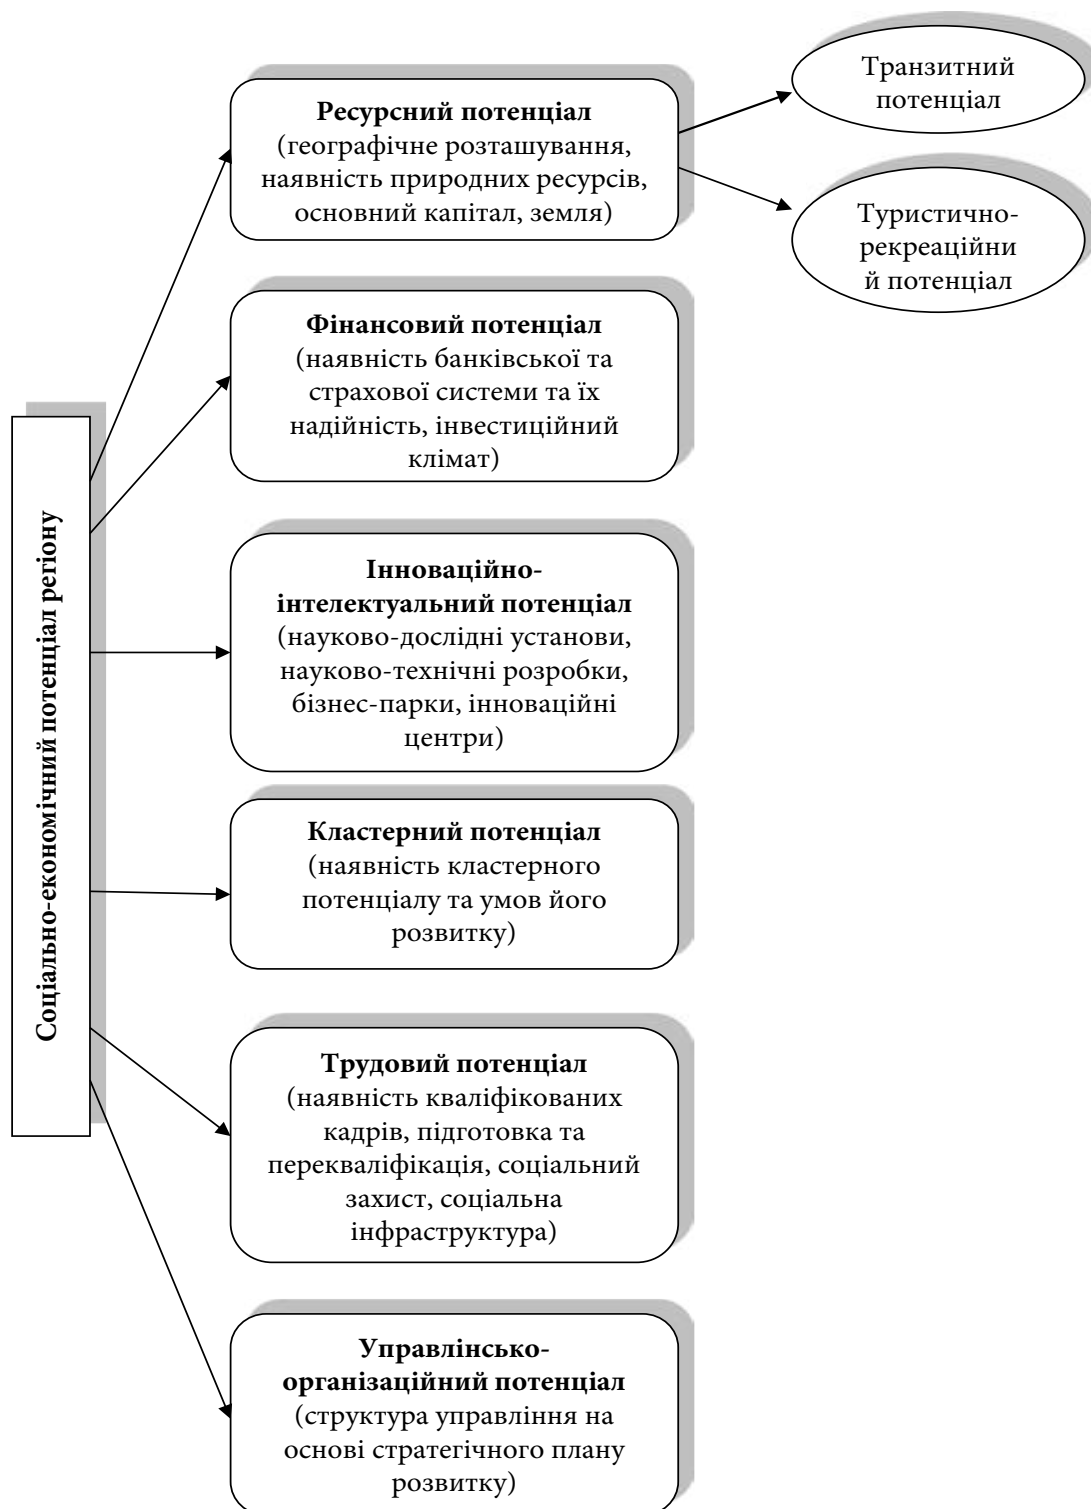 Соціально-економічний потенціал регіону
Ресурсний потенціал
(географічне розташування,
наявність природних ресурсів,
основний капітал, земля)
Транзитний
потенціал
Туристично-
рекреаційни
й потенціал
Фінансовий потенціал
(наявність банківської та
страхової системи та їх
надійність, інвестиційний
клімат)
Інноваційно-
інтелектуальний потенціал
(науково-дослідні установи,
науково-технічні розробки,
бізнес-парки, інноваційні
центри)
Кластерний потенціал
(наявність кластерного
потенціалу та умов його
розвитку)
Трудовий потенціал
(наявність кваліфікованих
кадрів, підготовка та
перекваліфікація, соціальний
захист, соціальна
інфраструктура)
Управлінсько-
організаційний потенціал
(структура управління на
основі стратегічного плану
розвитку)